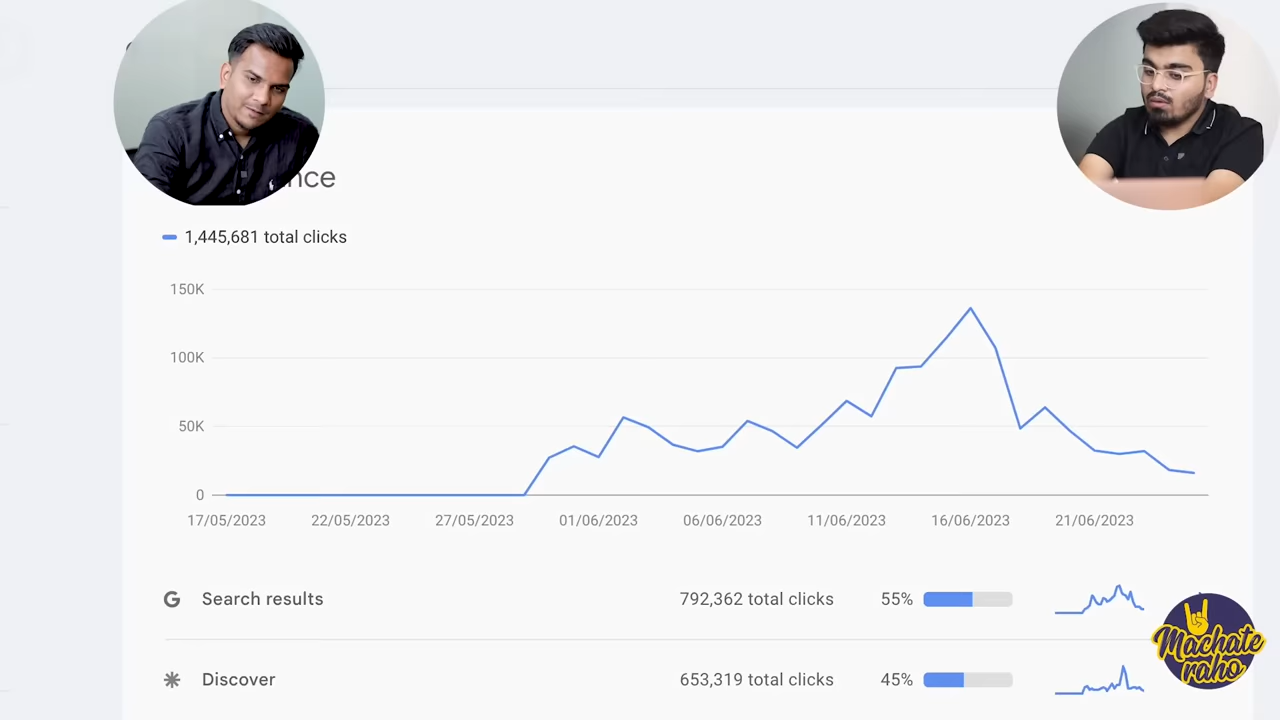 nce
1,445,681 total clicks
150K
100K
50K
0
17/05/2023 22/05/2023 27/05/2023 01/06/2023 06/06/2023 11/06/2023 16/06/2023 21/06/2023
Search results 792,362 total clicks 55%
Discover 653,319 total clicks 45%
Machate
raho